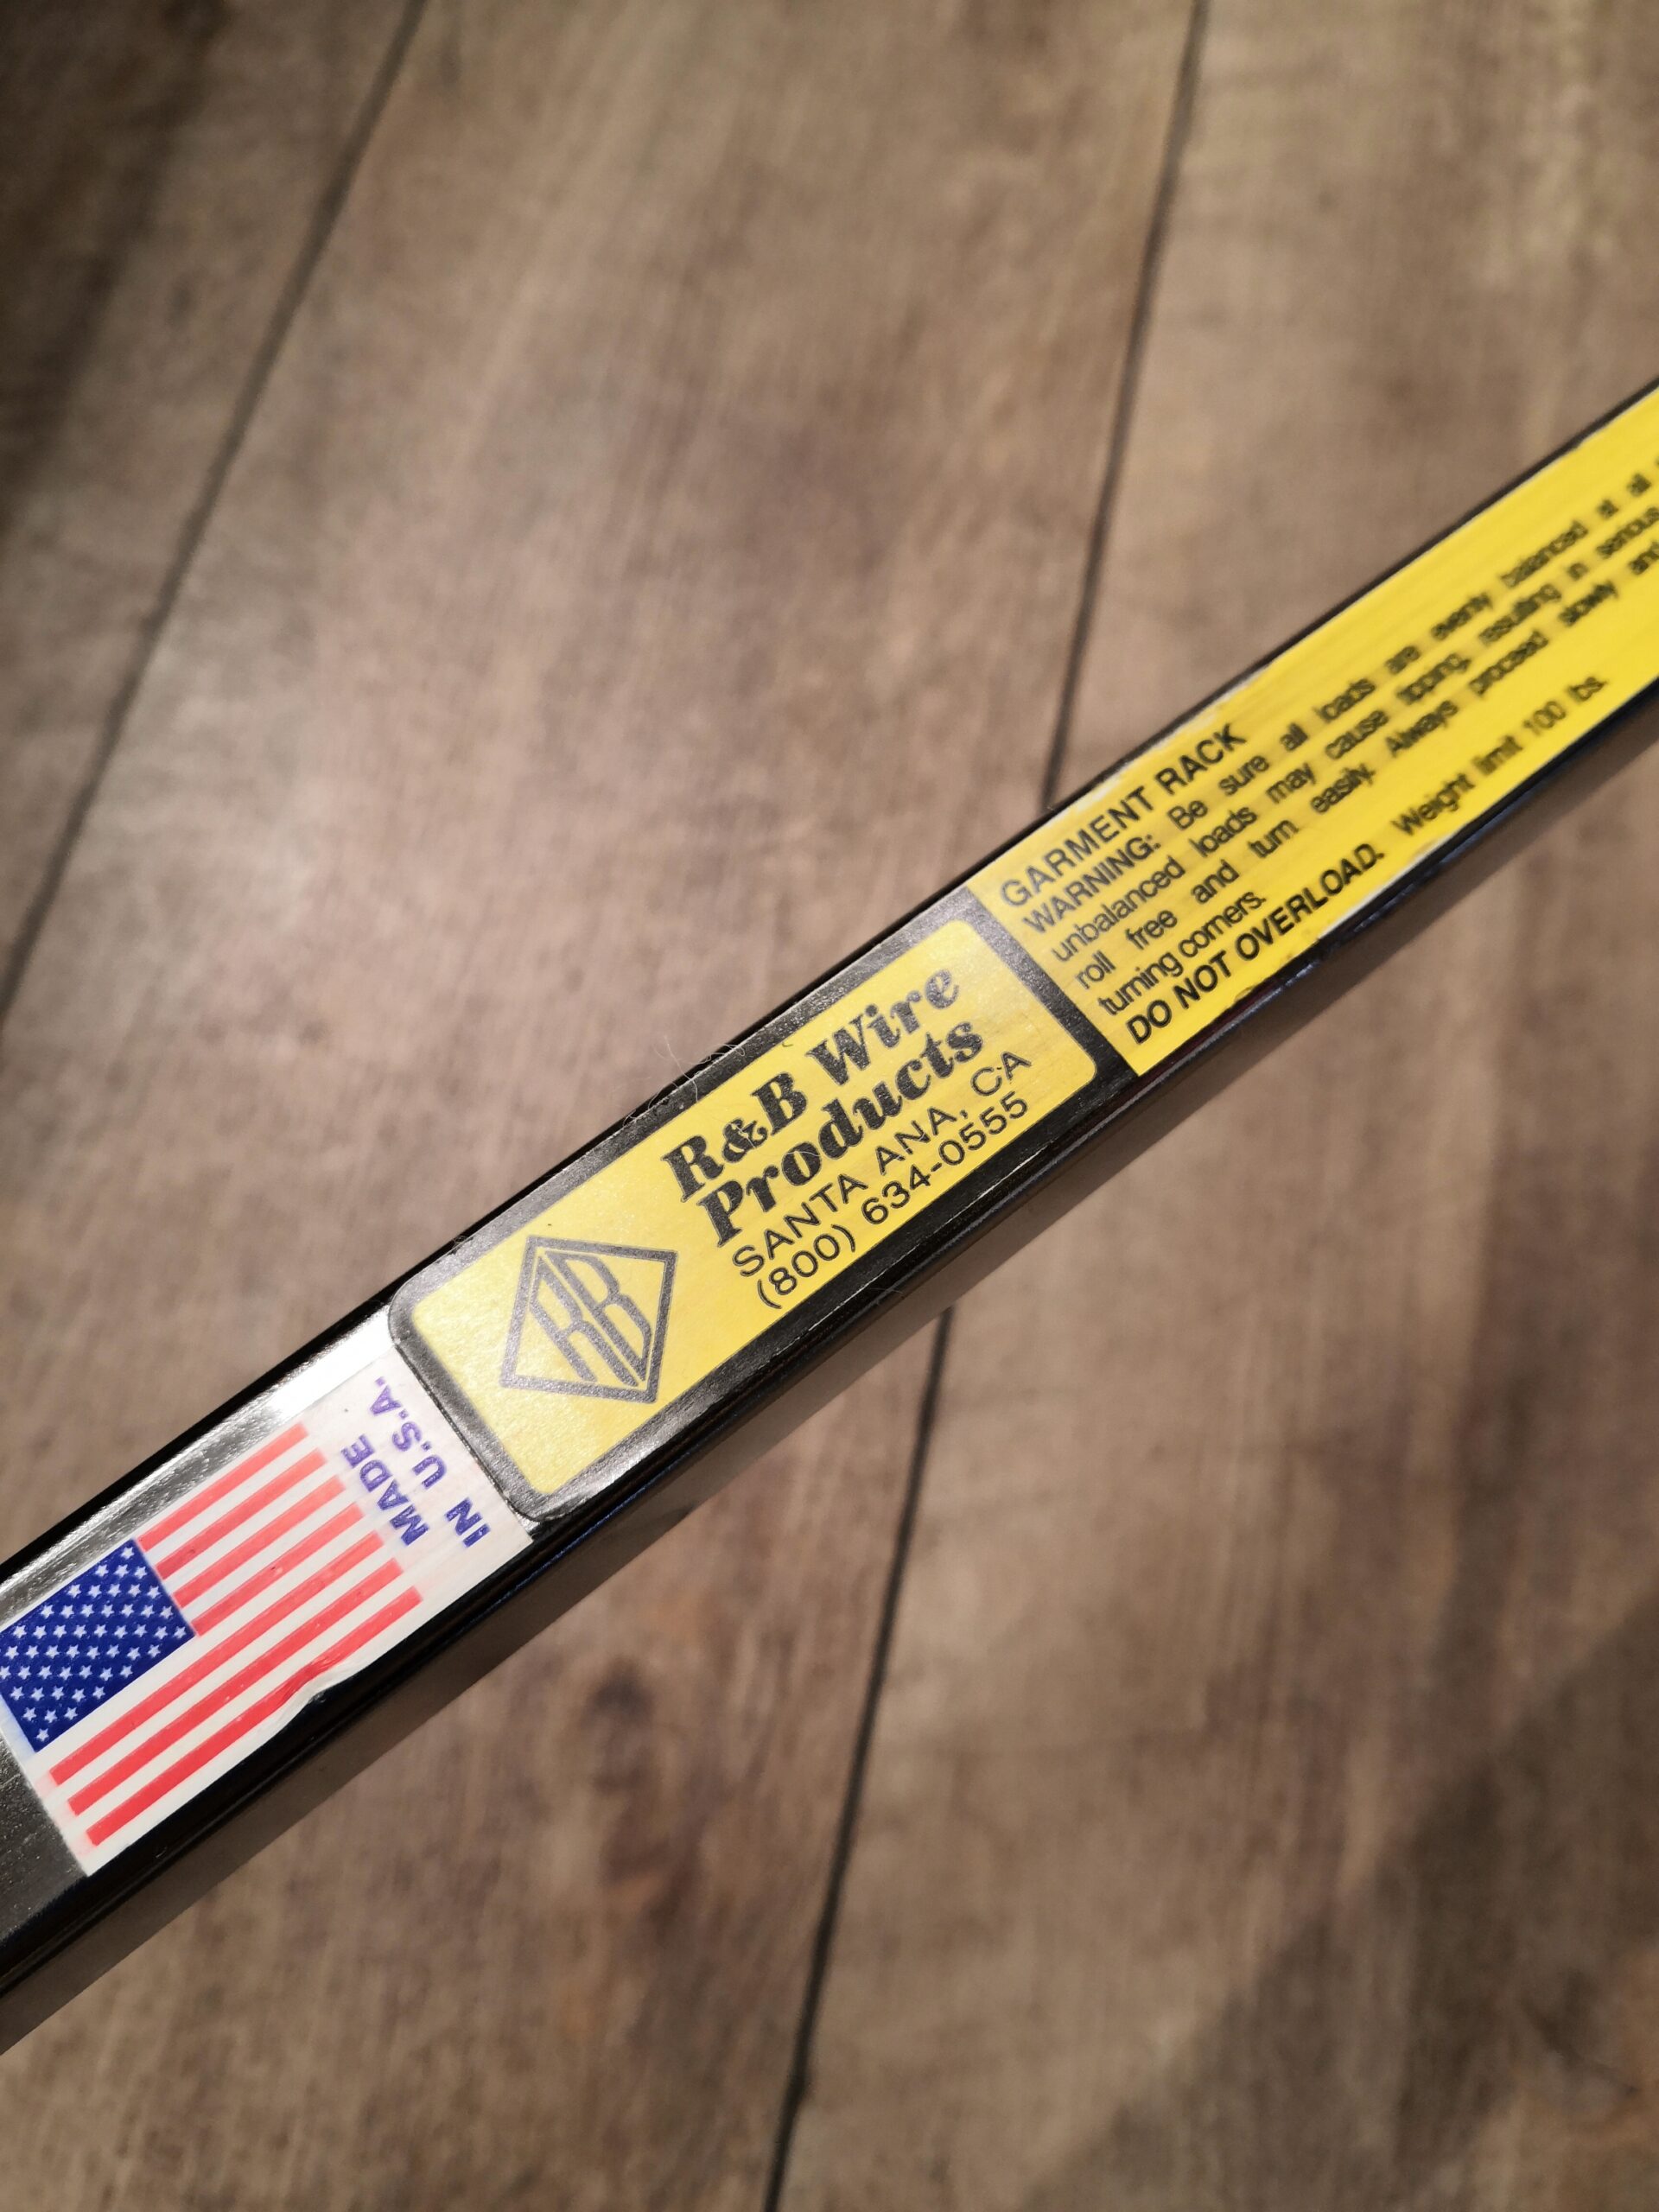 MADE
IN U.S.A.
RB
R&B Wire
Products
SANTA ANA, CA
(800) 634-0555
GARMENT RACK
WARNING: Be sure all loads are evenly balanced at all
unbalanced loads may cause tipping, resulting in serious
roll free and turn easily. Always proceed slowly and
turning corners.
DO NOT OVERLOAD. Weight limit 100 lbs.